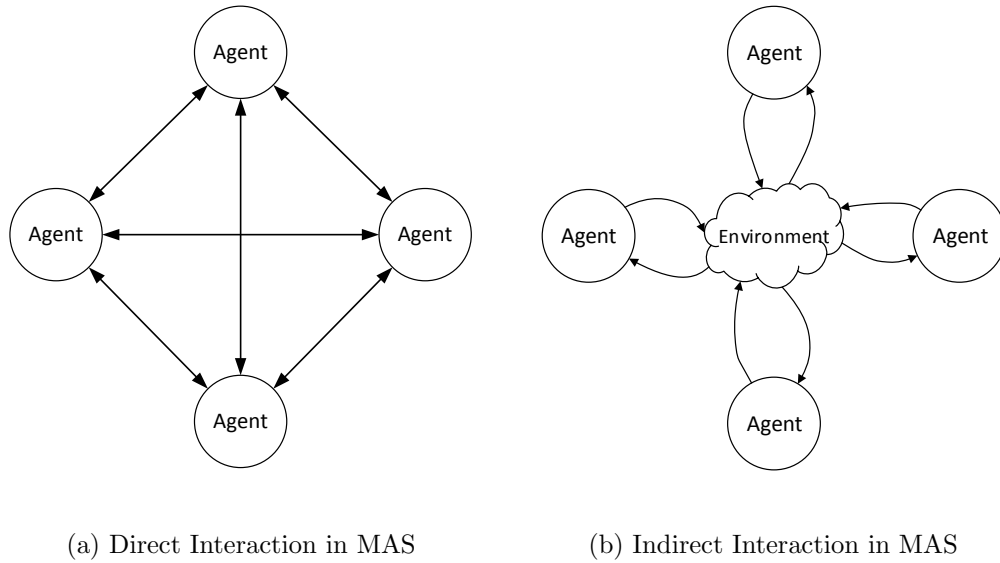 Agent
Agent
Agent
Agent
(a) Direct Interaction in MAS
Agent
Agent
Environment
Agent
Agent
(b) Indirect Interaction in MAS